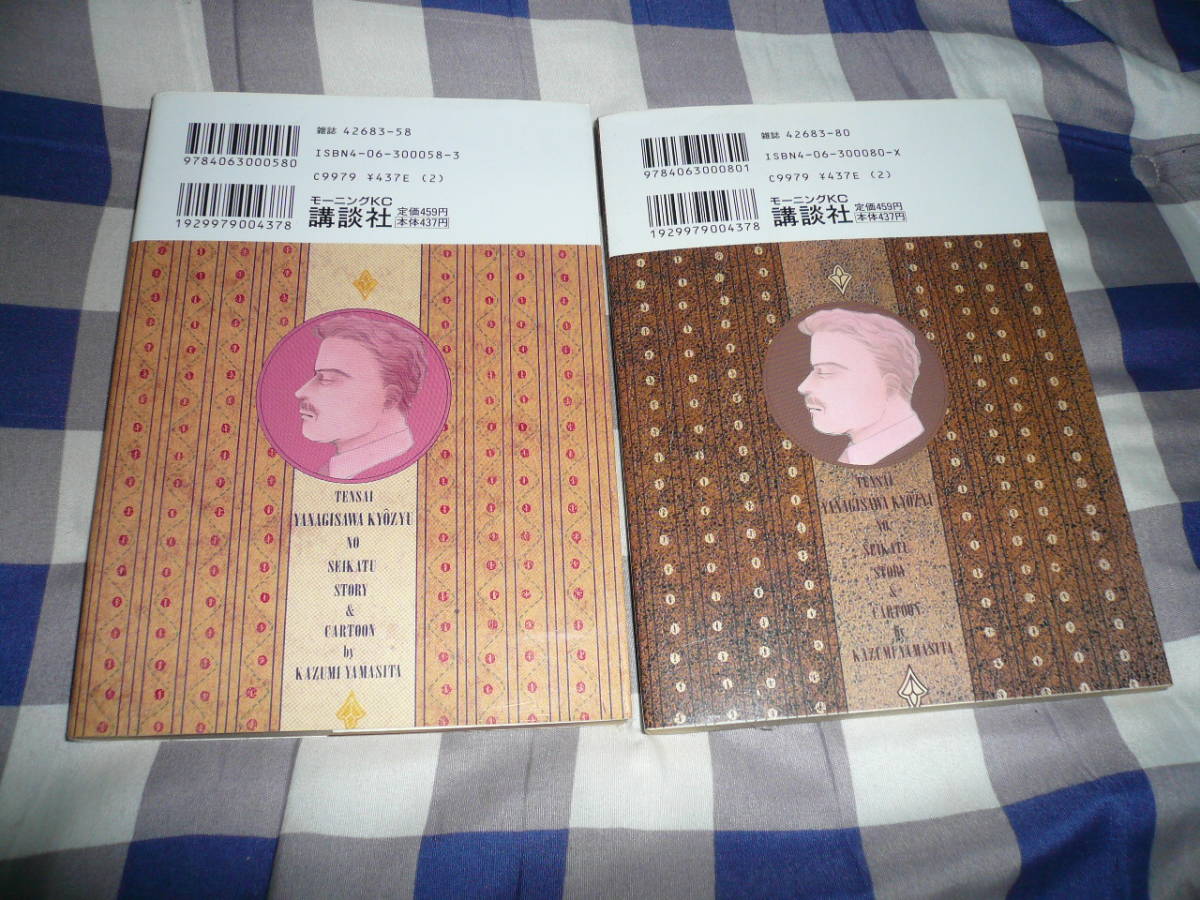 雑誌 42683-58
9784063000580
ISBN4-06-300058-3
C9979 ¥437E (2)
モーニングKC
講談社
定価459円
本体437円
1929979004378
TENSAI
YANAGISAWA KYÔZYU
NO
SEIKATU
STORY
&
CARTOON
by
KAZUMI YAMASITA
雑誌 42683-80
9784063000801
ISBN4-06-300080-X
C9979 ¥437E (2)
モーニングKC
講談社
定価459円
本体437円
1929979004378
TENSAI
YANAGISAWA KYÔZYU
NO
SEIKATU
STORY
&
CARTOON
by
KAZUMI YAMASITA